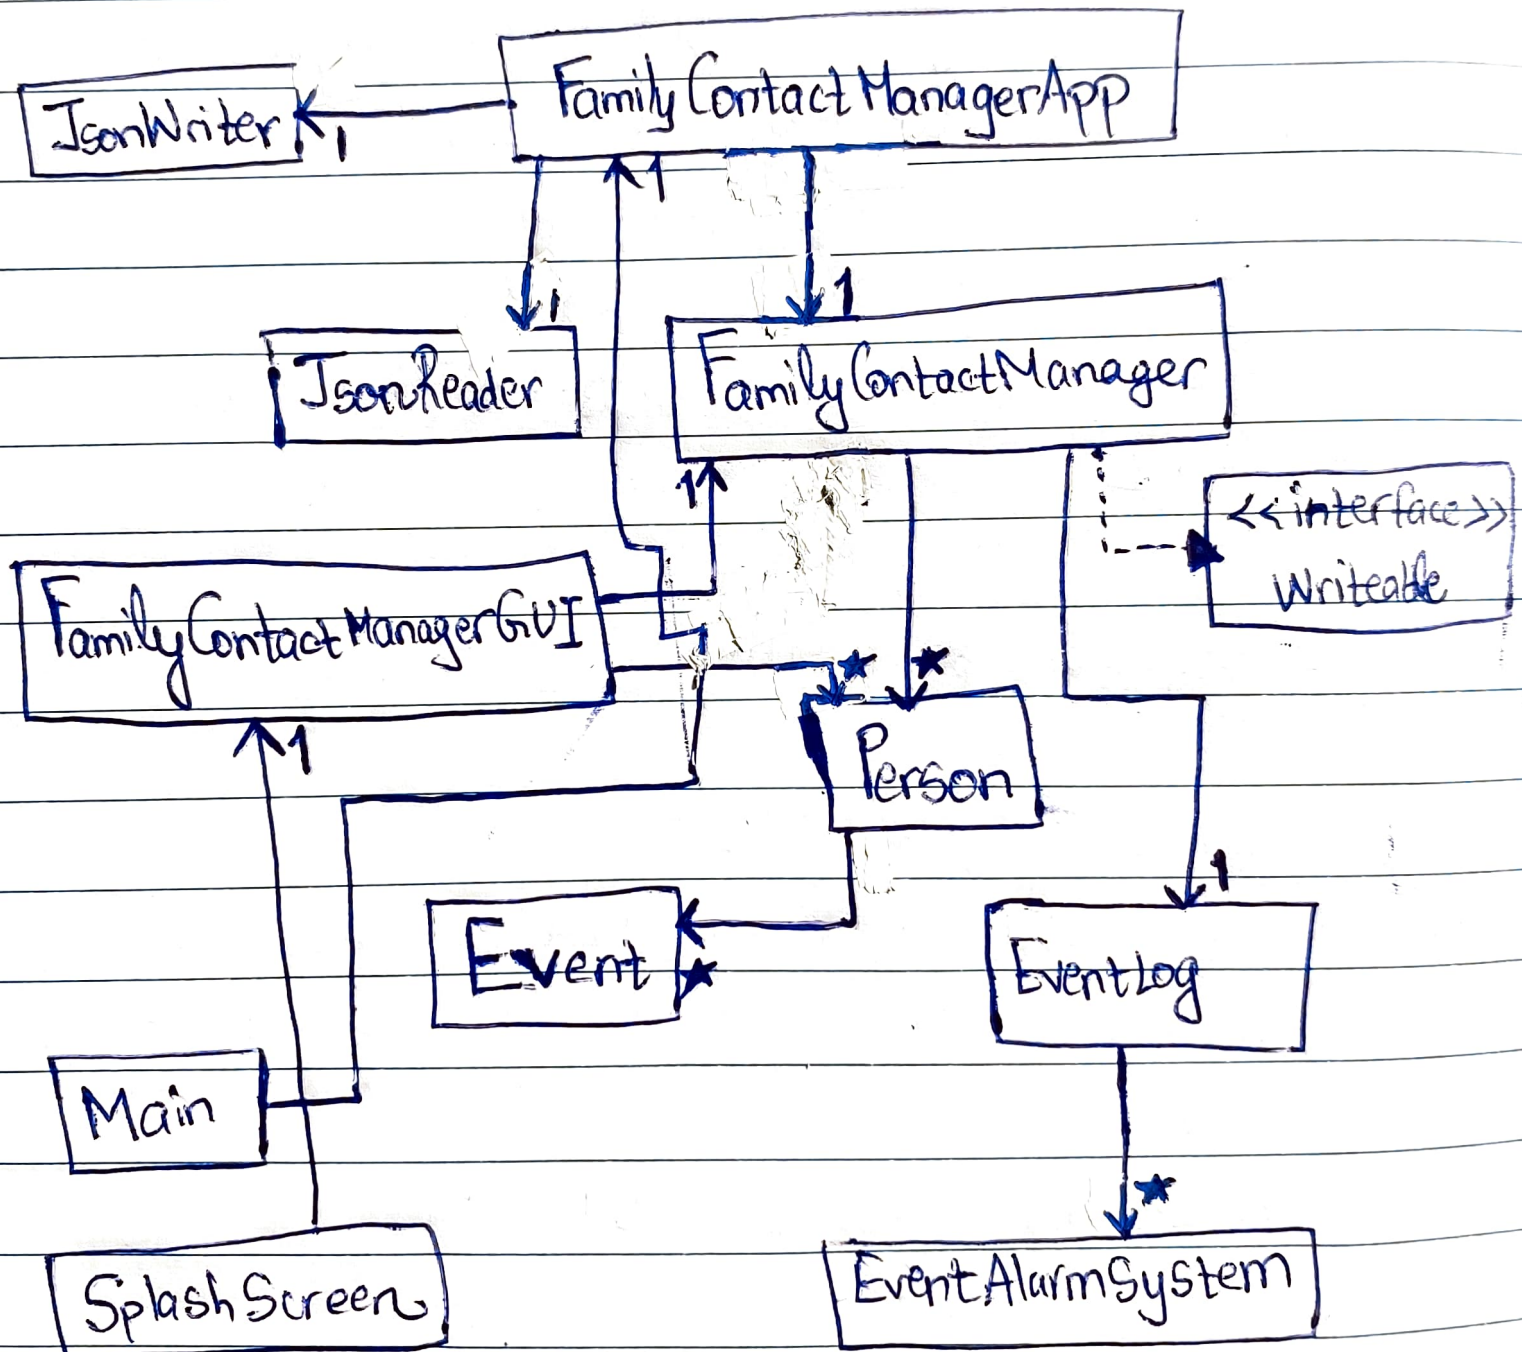 FamilyContactManagerApp
JsonWriter
1
1
1
1
JsonReader
FamilyContactManager
1
<<interface>>
Writeable
FamilyContactManagerGUI
★
★
1
Person
1
Event
★
EventLog
Main
★
SplashScreen
EventAlarmSystem